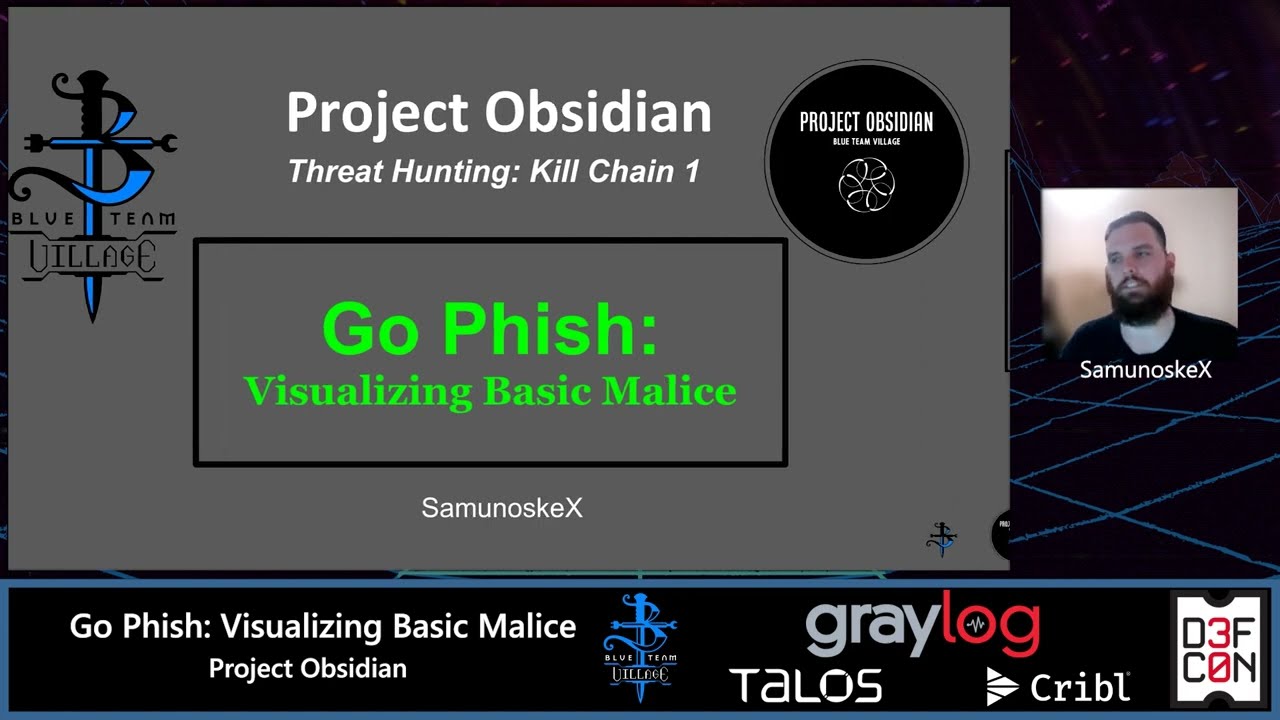 Project Obsidian
Threat Hunting: Kill Chain 1
BLUE TEAM
VILLAGE
PROJECT OBSIDIAN
BLUE TEAM VILLAGE
Go Phish:
Visualizing Basic Malice
SamunoskeX
SamunoskeX
Go Phish: Visualizing Basic Malice
Project Obsidian
BLUE TEAM
VILLAGE
graylog
TALOS
Cribl
D3F
C0N